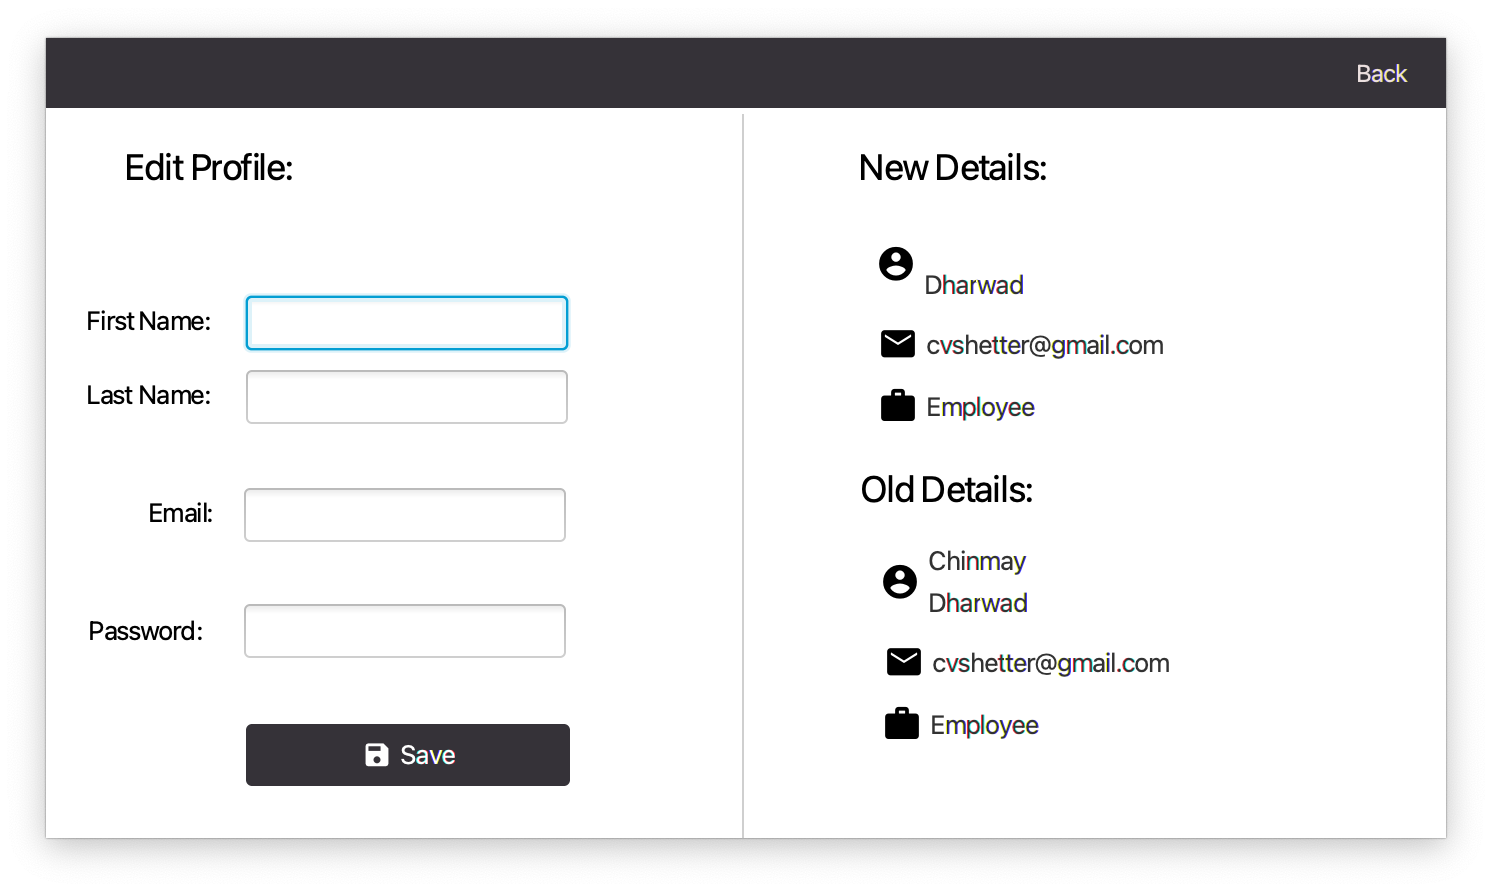 Back
Edit Profile:
First Name:
Last Name:
Email:
Password:
Save
New Details:
Dharwad
cvshetter@gmail.com
Employee
Old Details:
Chinmay
Dharwad
cvshetter@gmail.com
Employee